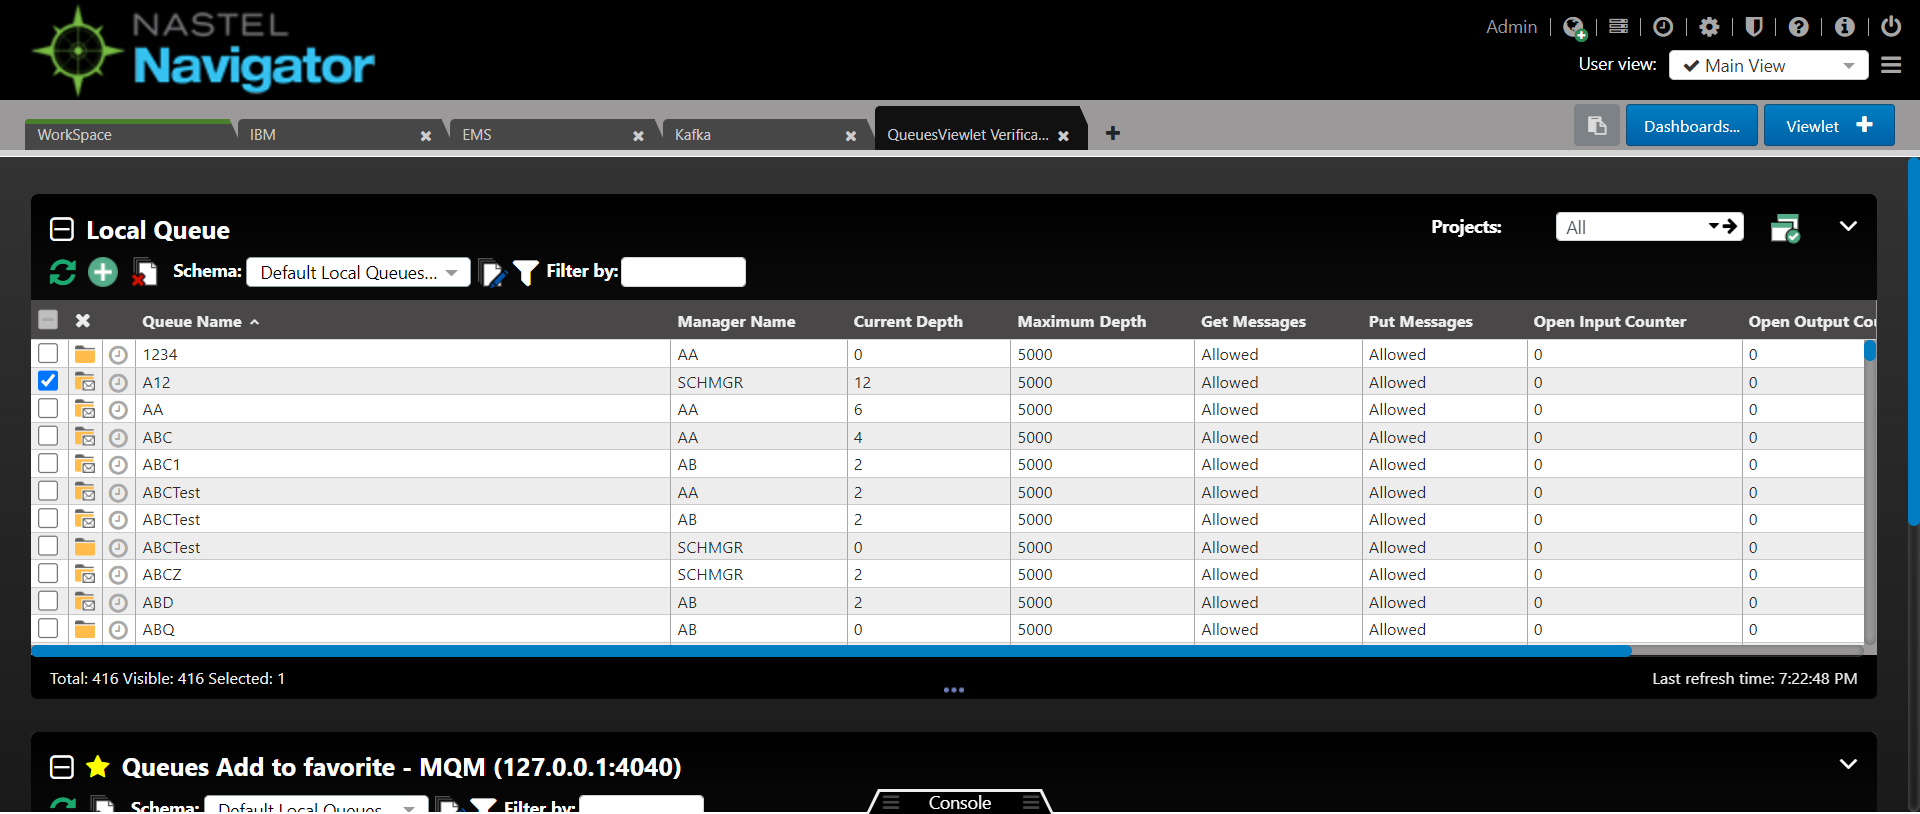 NASTEL
Navigator
Admin
User view: Main View
WorkSpace
IBM
EMS
Kafka
QueuesViewlet Verifica...
Dashboards...
Viewlet
Local Queue
Projects: All
Schema: Default Local Queues... Filter by:
Queue Name Manager Name Current Depth Maximum Depth Get Messages Put Messages Open Input Counter Open Output Cou
1234 AA 0 5000 Allowed Allowed 0 0
A12 SCHMGR 12 5000 Allowed Allowed 0 0
AA AA 6 5000 Allowed Allowed 0 0
ABC AA 4 5000 Allowed Allowed 0 0
ABC1 AB 2 5000 Allowed Allowed 0 0
ABCTest AA 2 5000 Allowed Allowed 0 0
ABCTest AB 2 5000 Allowed Allowed 0 0
ABCTest SCHMGR 0 5000 Allowed Allowed 0 0
ABCZ SCHMGR 2 5000 Allowed Allowed 0 0
ABD AB 2 5000 Allowed Allowed 0 0
ABQ AB 0 5000 Allowed Allowed 0 0
Total: 416 Visible: 416 Selected: 1
Last refresh time: 7:22:48 PM
Queues Add to favorite - MQM (127.0.0.1:4040)
Schema: Default Local Queues Filter by:
Console